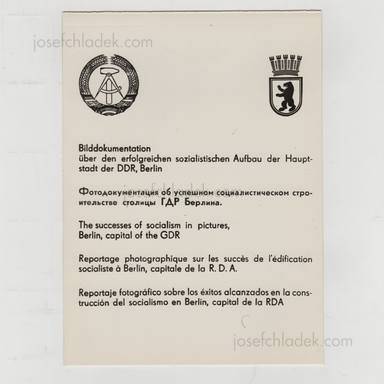 josefchladek.com
Bilddokumentation
über den erfolgreichen sozialistischen Aufbau der Haupt-
stadt der DDR, Berlin
Фотодокументация об успешном социалистическом стро-
ительстве столицы ГДР Берлина.
The successes of socialism in pictures,
Berlin, capital of the GDR
Reportage photographique sur les succès de l'édification
socialiste à Berlin, capitale de la R. D. A.
Reportaje fotográfico sobre los éxitos alcanzados en la cons-
trucción del socialismo en Berlín, capital de la RDA
josefchladek.com